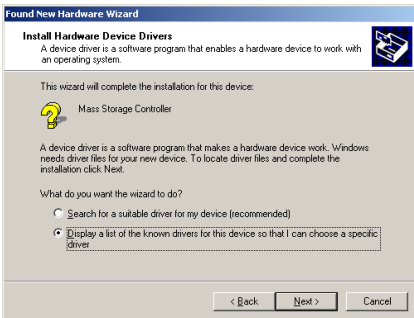 Found New Hardware Wizard
Install Hardware Device Drivers
A device driver is a software program that enables a hardware device to work with
an operating system.
This wizard will complete the installation for this device:
Mass Storage Controller
A device driver is a software program that makes a hardware device work. Windows
needs driver files for your new device. To locate driver files and complete the
installation click Next.
What do you want the wizard to do?
Search for a suitable driver for my device (recommended)
Display a list of the known drivers for this device so that I can choose a specific
driver
< Back Next > Cancel